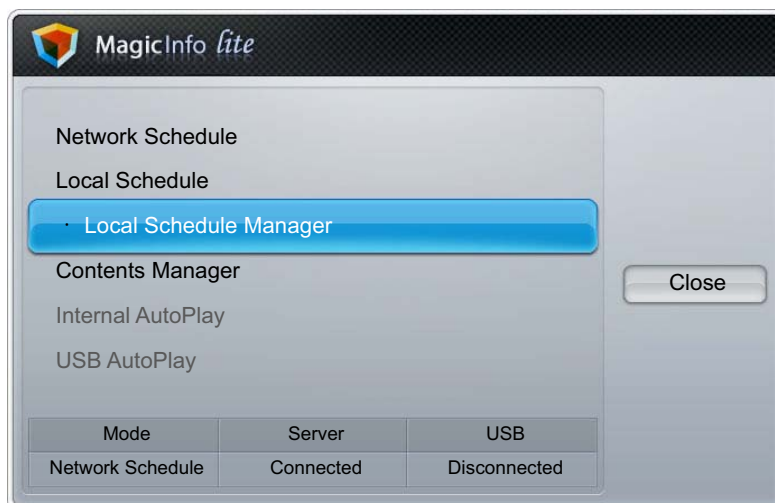 MagicInfo lite
Network Schedule
Local Schedule
· Local Schedule Manager
Contents Manager
Internal AutoPlay
USB AutoPlay
Close
Mode Server USB
Network Schedule Connected Disconnected